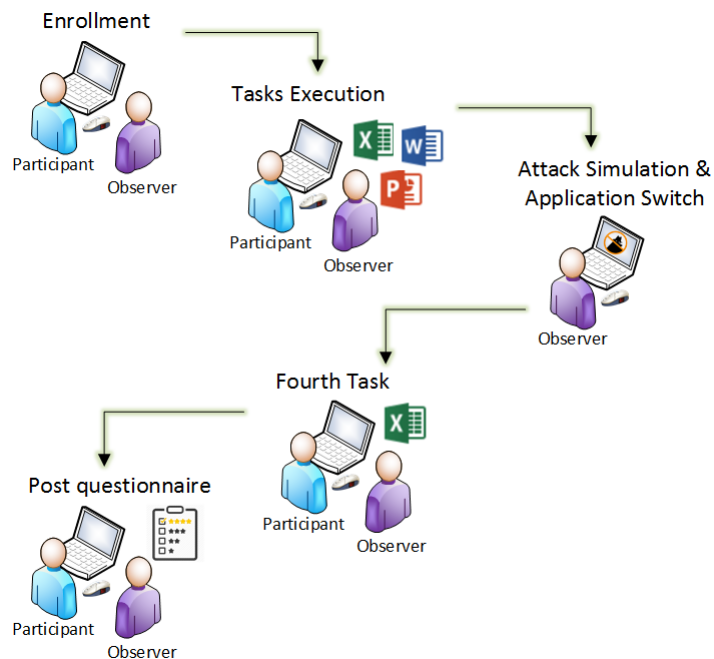 Enrollment
Participant
Observer
Tasks Execution
X
W
P
Participant
Observer
Attack Simulation &
Application Switch
Observer
Fourth Task
X
Participant
Observer
Post questionnaire
Participant
Observer